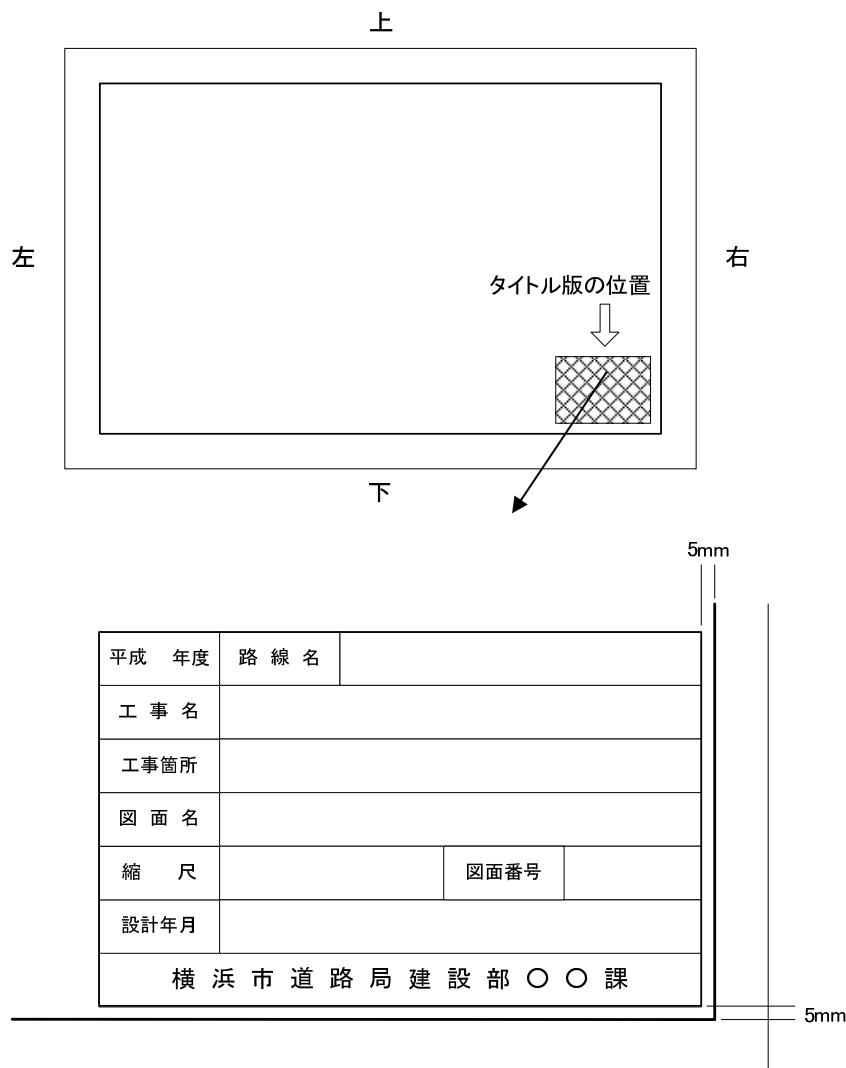 上
左
右
タイトル版の位置
下
5mm
平成 年度 路線名
工事名
工事箇所
図面名
縮尺 図面番号
設計年月
横浜市道路局建設部〇〇課
5mm